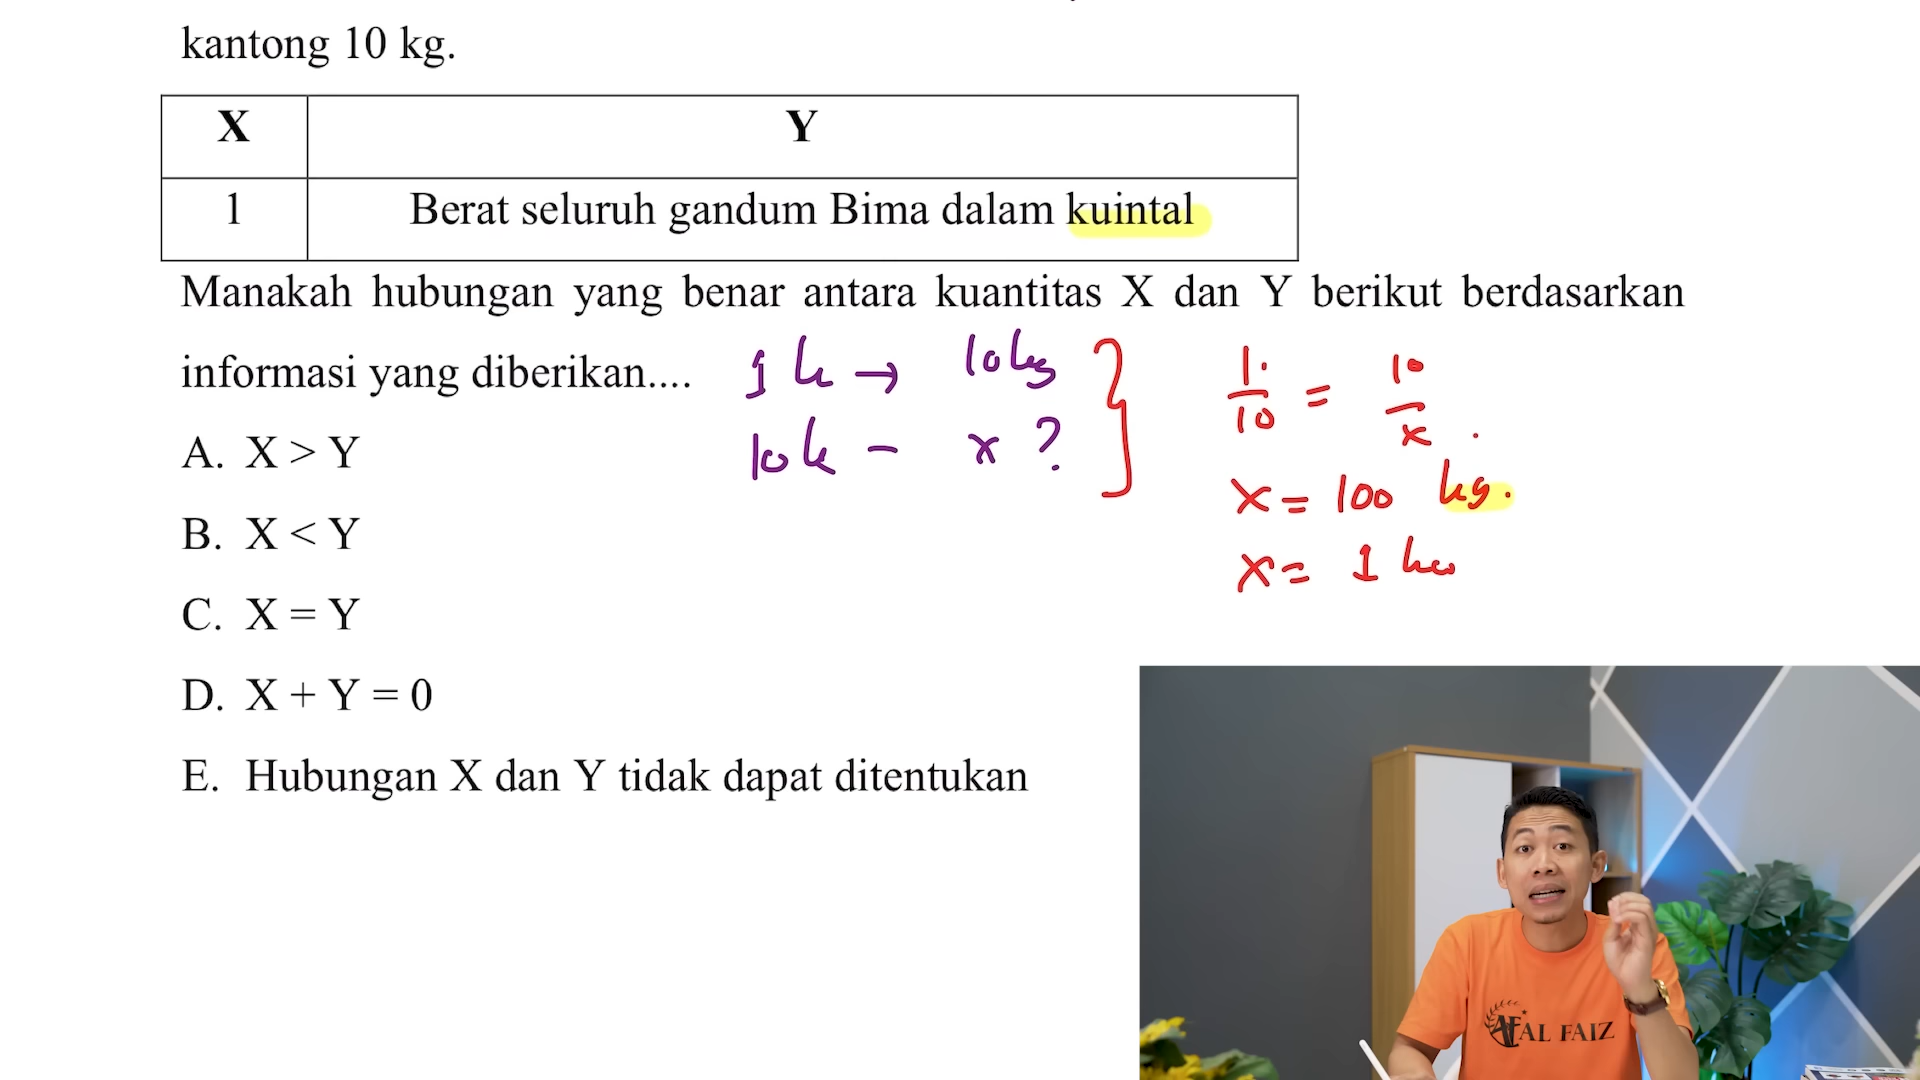 kantong 10 kg.
X Y
1 Berat seluruh gandum Bima dalam kuintal
Manakah hubungan yang benar antara kuantitas X dan Y berikut berdasarkan
informasi yang diberikan....
1 k → 10 kg
10 k - x ?
1/10 = 10/x
x = 100 kg.
x = 1 kw
A. X > Y
B. X < Y
C. X = Y
D. X + Y = 0
E. Hubungan X dan Y tidak dapat ditentukan
AL FAIZ